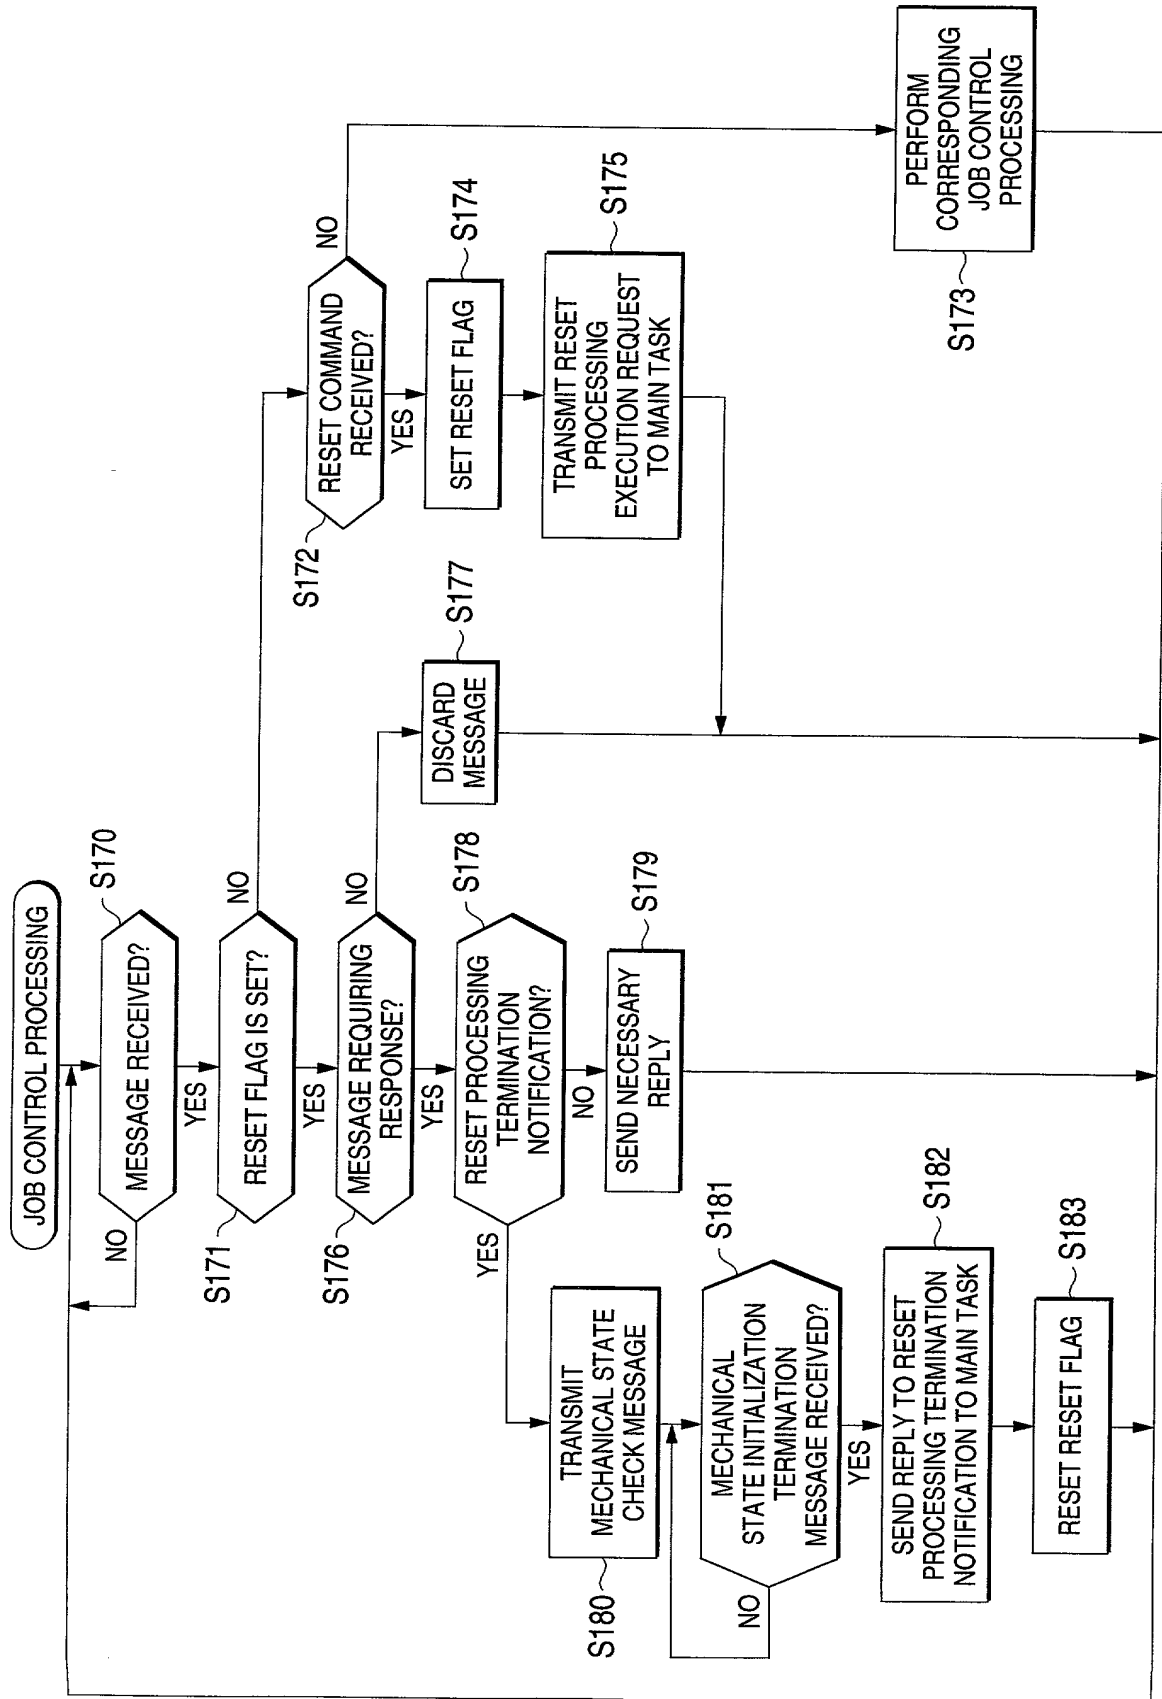 JOB CONTROL PROCESSING
S170
MESSAGE RECEIVED?
NO
YES
S171
RESET FLAG IS SET?
NO
YES
S172
RESET COMMAND
RECEIVED?
NO
YES
S173
PERFORM
CORRESPONDING
JOB CONTROL
PROCESSING
S174
SET RESET FLAG
S175
TRANSMIT RESET
PROCESSING
EXECUTION REQUEST
TO MAIN TASK
S176
MESSAGE REQUIRING
RESPONSE?
NO
YES
S177
DISCARD
MESSAGE
S178
RESET PROCESSING
TERMINATION
NOTIFICATION?
YES
NO
S179
SEND NECESSARY
REPLY
S180
TRANSMIT
MECHANICAL STATE
CHECK MESSAGE
S181
MECHANICAL
STATE INITIALIZATION
TERMINATION
MESSAGE RECEIVED?
NO
YES
S182
SEND REPLY TO RESET
PROCESSING TERMINATION
NOTIFICATION TO MAIN TASK
S183
RESET RESET FLAG